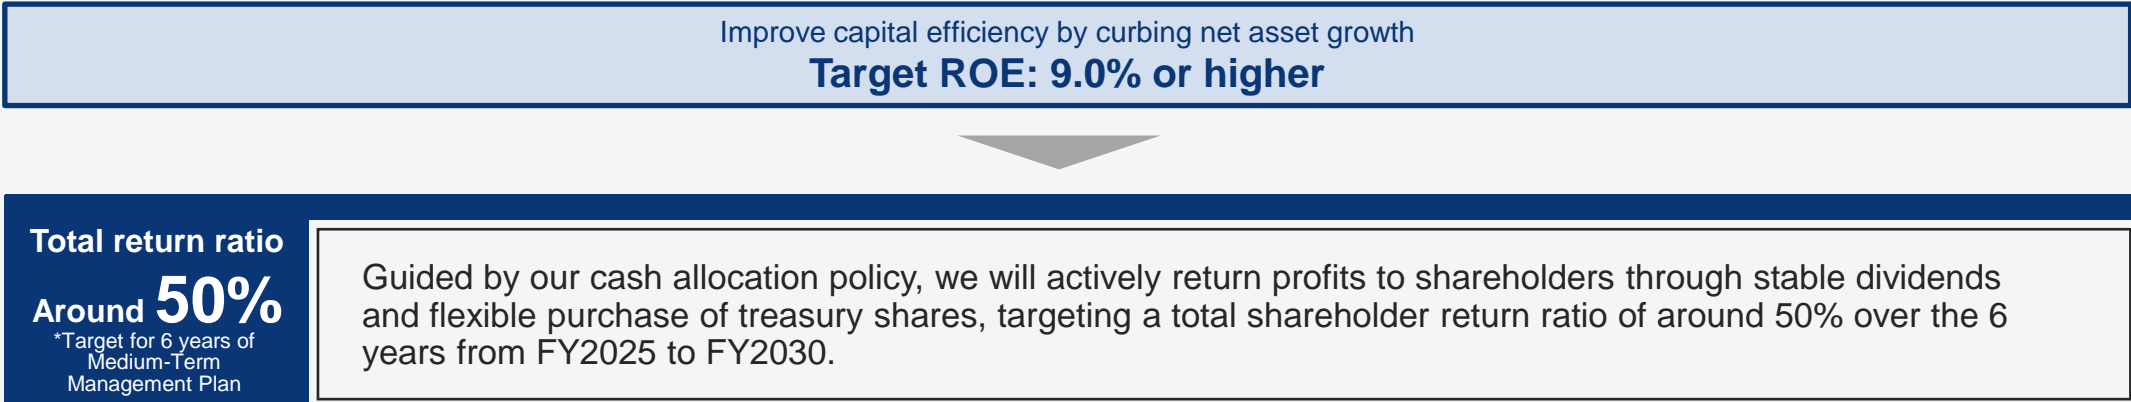 Improve capital efficiency by curbing net asset growth
Target ROE: 9.0% or higher
Total return ratio
Around 50%
*Target for 6 years of
Medium-Term
Management Plan
Guided by our cash allocation policy, we will actively return profits to shareholders through stable dividends
and flexible purchase of treasury shares, targeting a total shareholder return ratio of around 50% over the 6
years from FY2025 to FY2030.